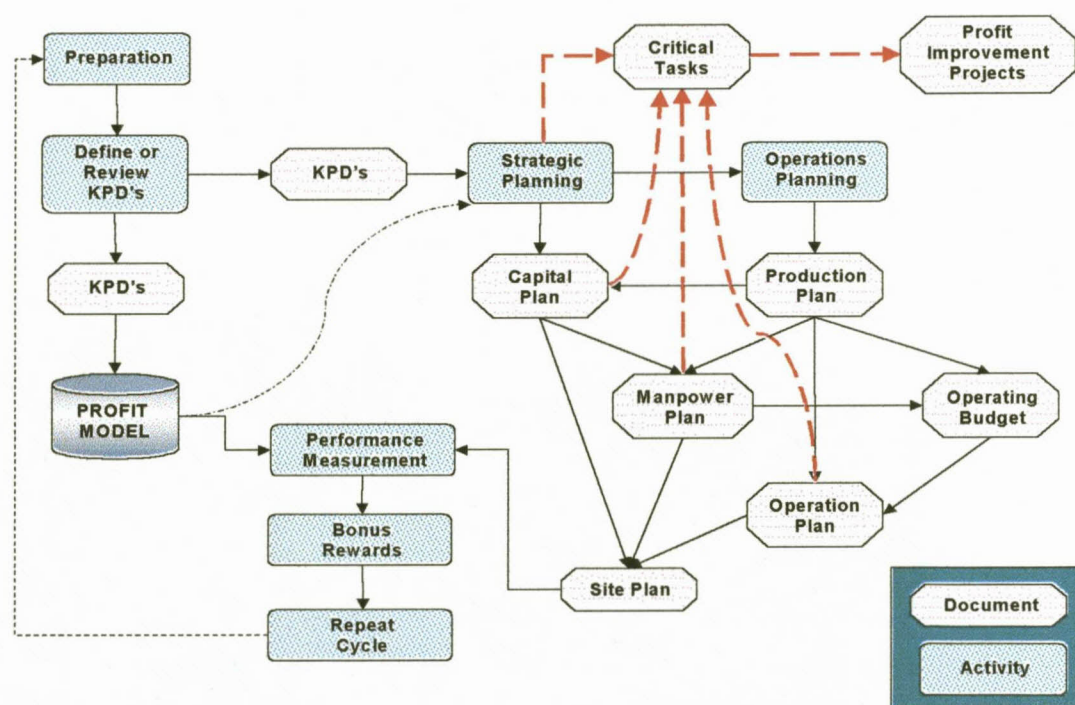 Preparation
Critical
Tasks
Profit
Improvement
Projects
Define or
Review
KPD's
KPD's
Strategic
Planning
Operations
Planning
KPD's
Capital
Plan
Production
Plan
PROFIT
MODEL
Manpower
Plan
Operating
Budget
Performance
Measurement
Operation
Plan
Bonus
Rewards
Site Plan
Repeat
Cycle
Document
Activity